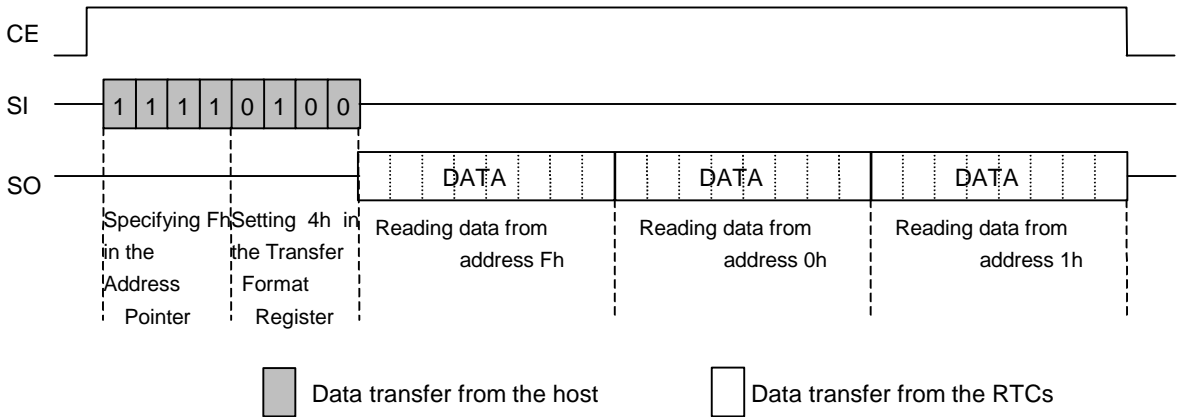 CE
SI 1 1 1 1 0 1 0 0
SO DATA DATA DATA
Specifying Fh
in the
Address
Pointer
Setting 4h in
the Transfer
Format
Register
Reading data from
address Fh
Reading data from
address 0h
Reading data from
address 1h
Data transfer from the host
Data transfer from the RTCs